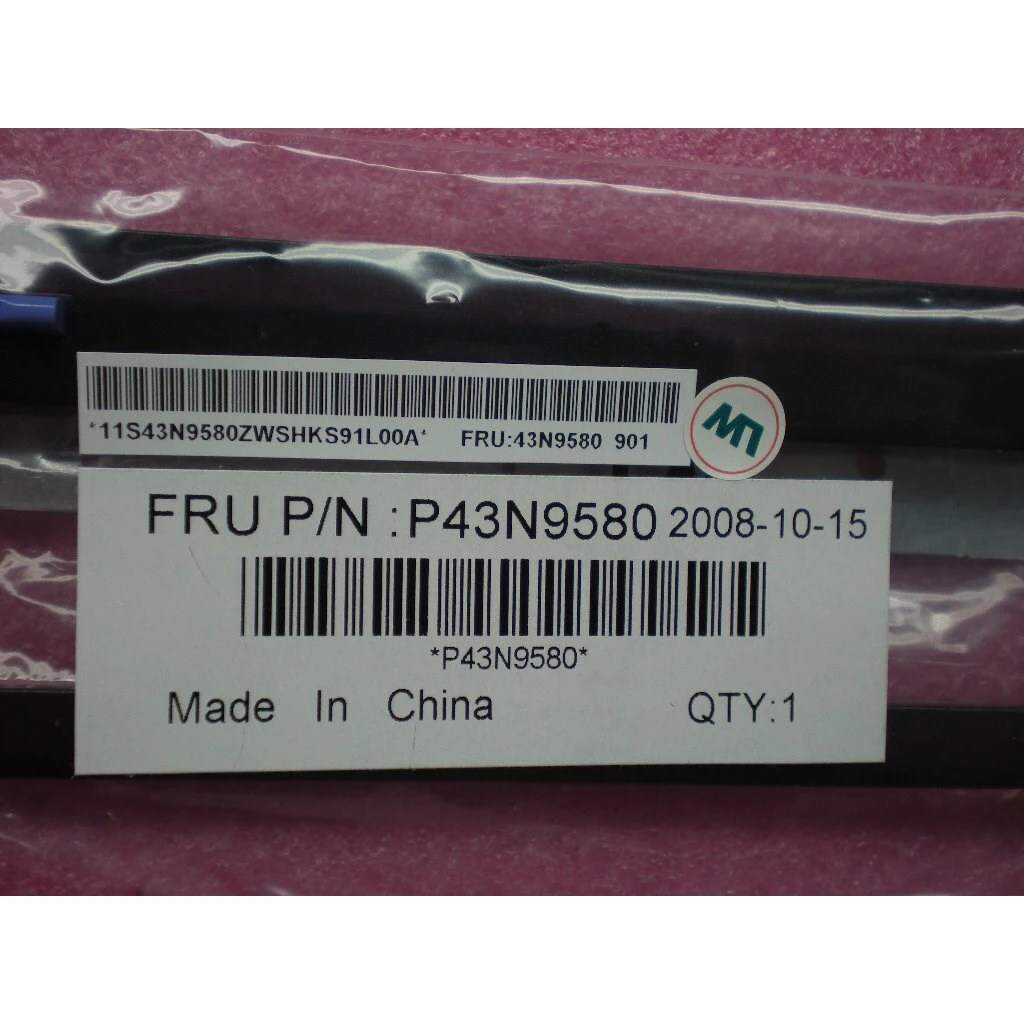 *11S43N9580ZWSHKS91L00A* FRU:43N9580 901
FRU P/N :P43N9580 2008-10-15
*P43N9580*
Made In China QTY:1